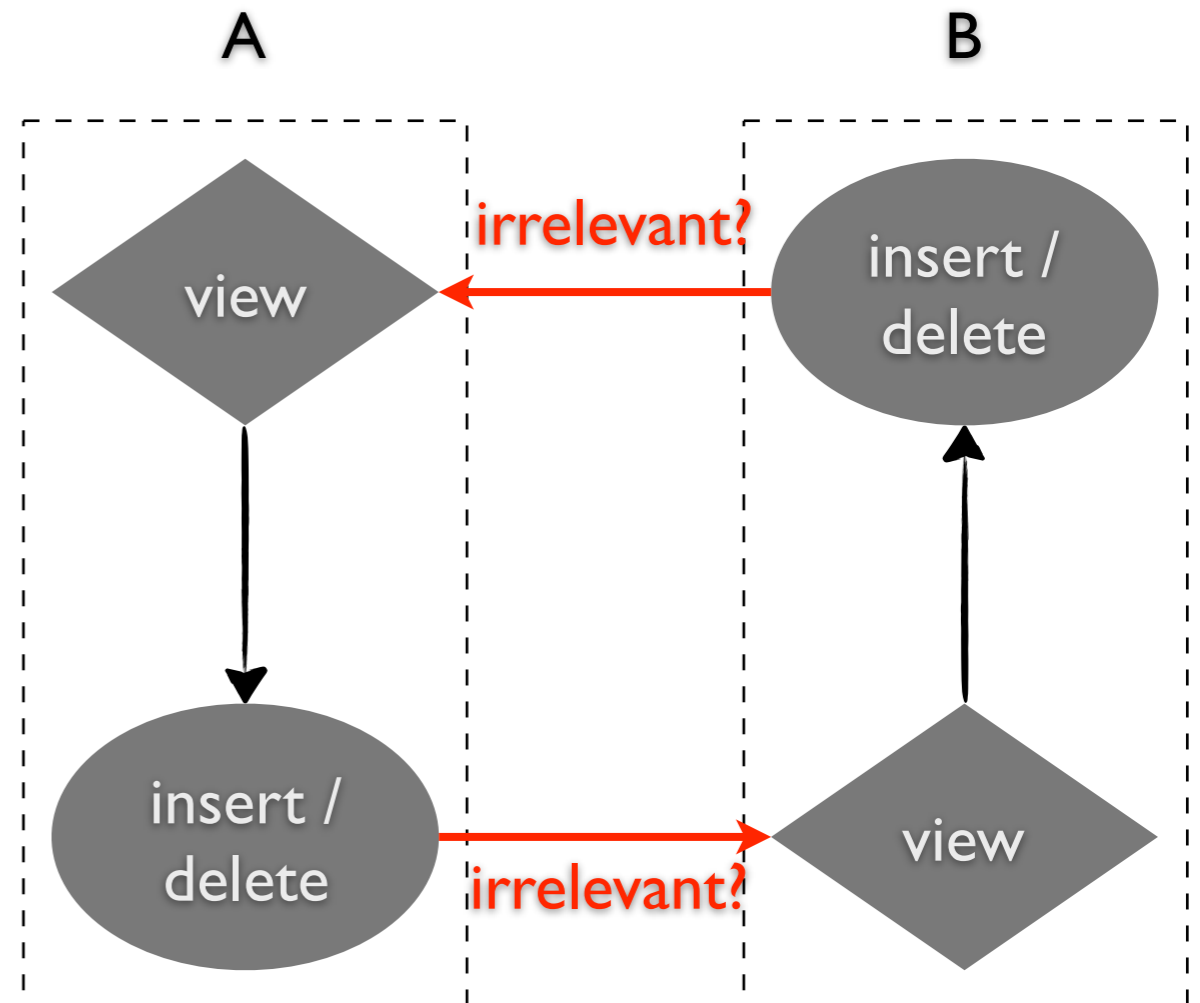 A
B
irrelevant?
view
insert /
delete
insert /
delete
view
irrelevant?